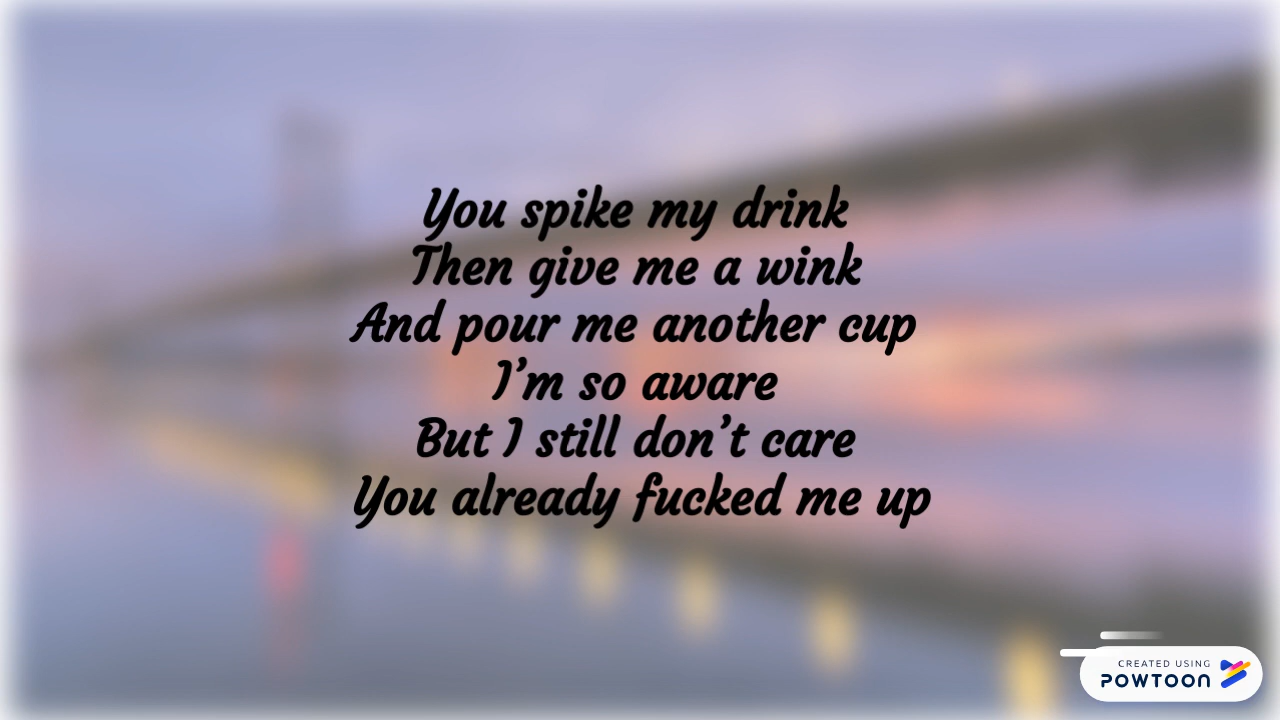 You spike my drink
Then give me a wink
And pour me another cup
I’m so aware
But I still don’t care
You already fucked me up
CREATED USING
POWTOON